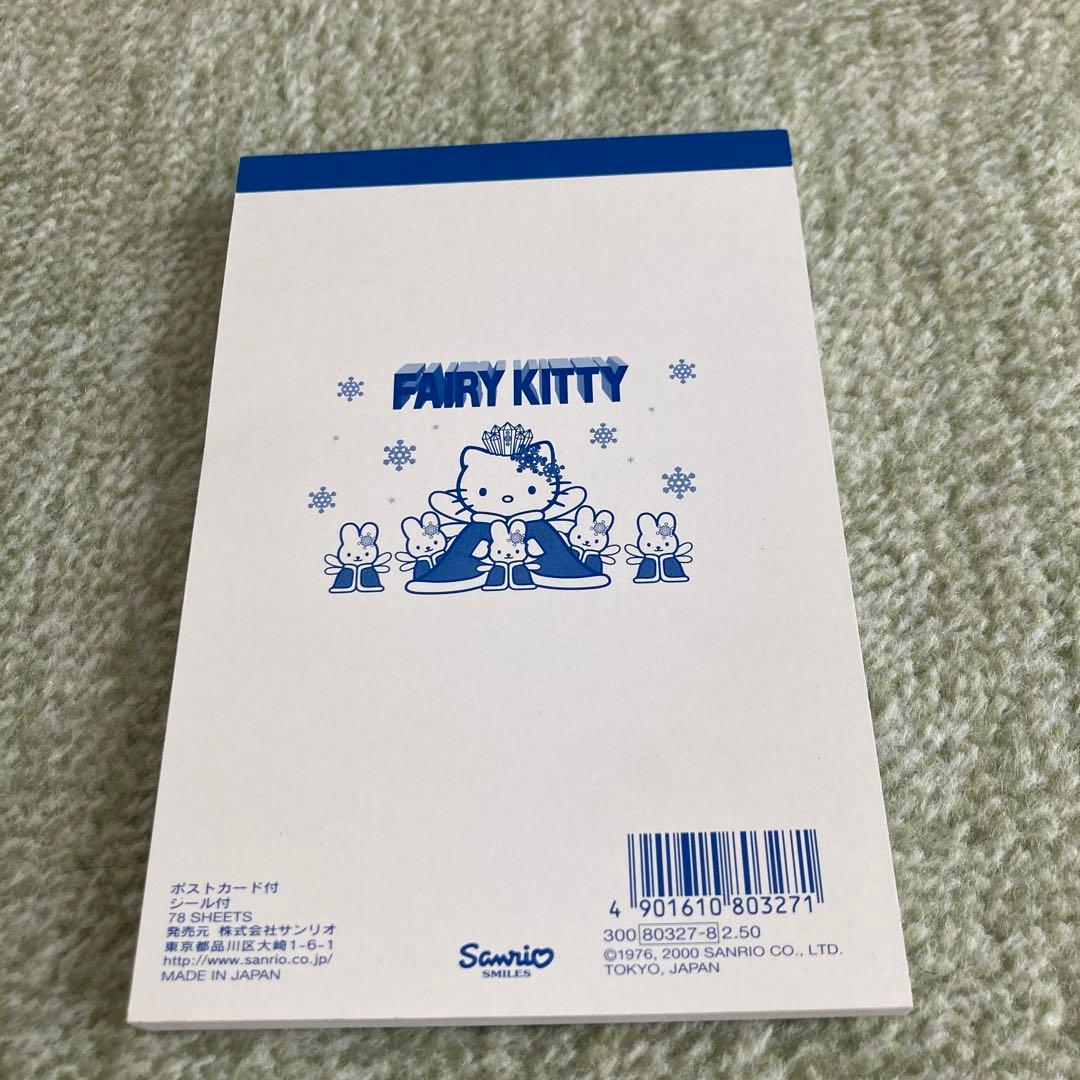 FAIRY KITTY
ポストカード付
シール付
78 SHEETS
発売元 株式会社サンリオ
東京都品川区大崎1-6-1
http://www.sanrio.co.jp/
MADE IN JAPAN
Sanrio
SMILES
4 901610 803271
300 80327-8 2.50
©1976, 2000 SANRIO CO., LTD.
TOKYO, JAPAN